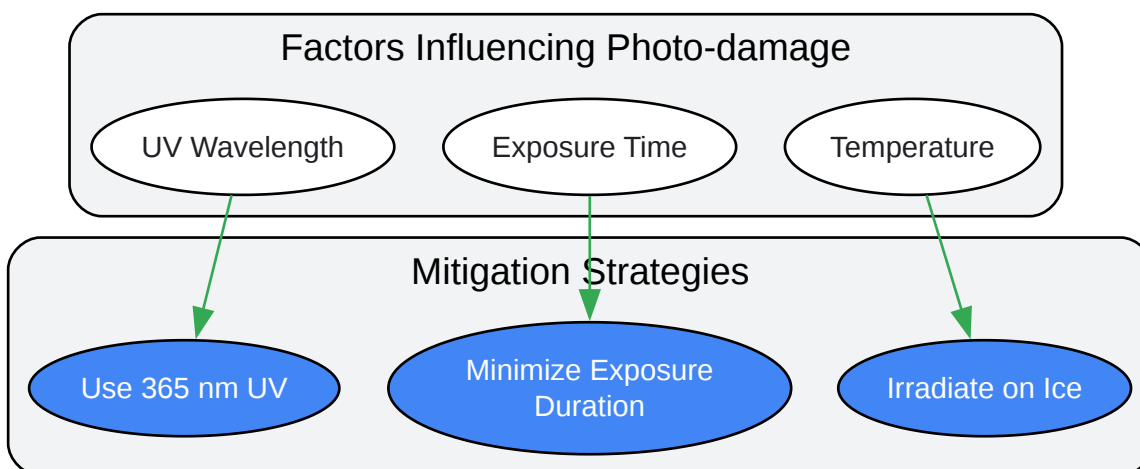 Factors Influencing Photo-damage
UV Wavelength
Exposure Time
Temperature
Mitigation Strategies
Use 365 nm UV
Minimize Exposure
Duration
Irradiate on Ice